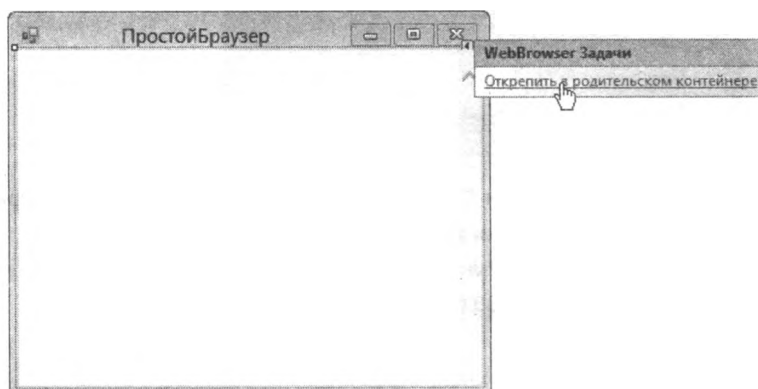 ПростойБраузер
WebBrowser Задачи
Открепить в родительском контейнере